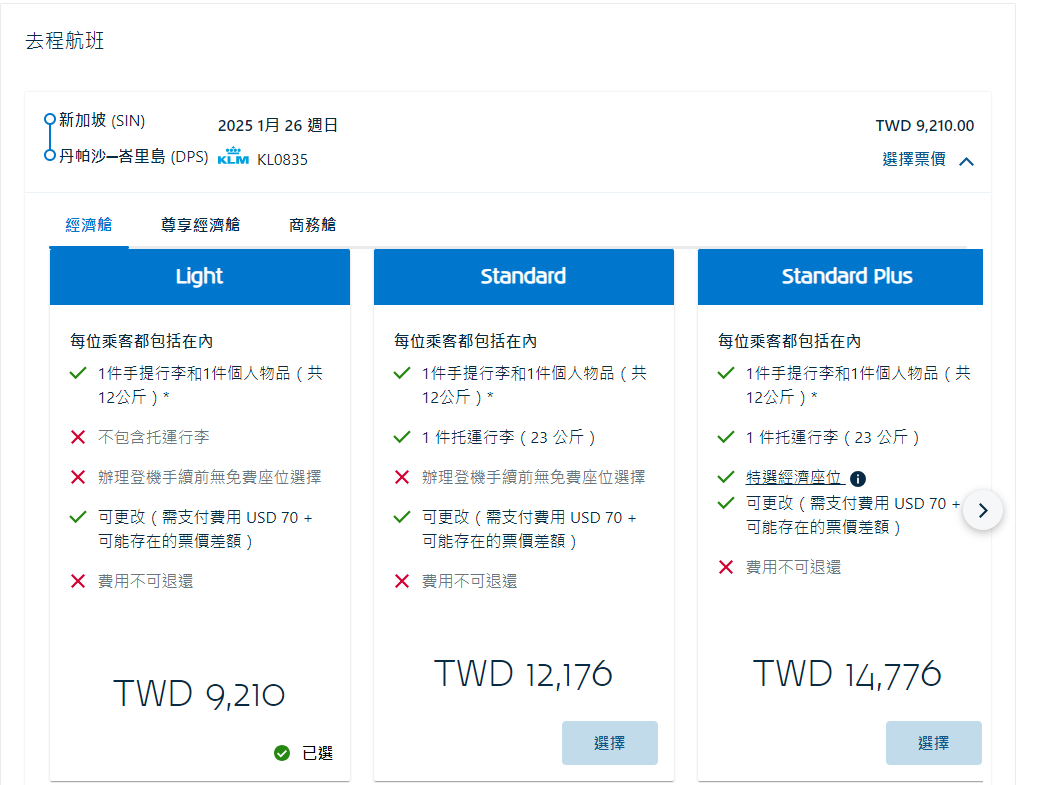 去程航班
新加坡 (SIN)
2025 1月 26 週日
TWD 9,210.00
丹帕沙—峇里島 (DPS)
KLM KL0835
選擇票價
經濟艙
尊享經濟艙
商務艙
Light
每位乘客都包括在內
1件手提行李和1件個人物品 ( 共
12公斤 ) *
不包含托運行李
辦理登機手續前無免費座位選擇
可更改 ( 需支付費用 USD 70 +
可能存在的票價差額 )
費用不可退還
TWD 9,210
已選
Standard
每位乘客都包括在內
1件手提行李和1件個人物品 ( 共
12公斤 ) *
1 件托運行李 ( 23 公斤 )
辦理登機手續前無免費座位選擇
可更改 ( 需支付費用 USD 70 +
可能存在的票價差額 )
費用不可退還
TWD 12,176
選擇
Standard Plus
每位乘客都包括在內
1件手提行李和1件個人物品 ( 共
12公斤 ) *
1 件托運行李 ( 23 公斤 )
特選經濟座位
可更改 ( 需支付費用 USD 70 +
可能存在的票價差額 )
費用不可退還
TWD 14,776
選擇